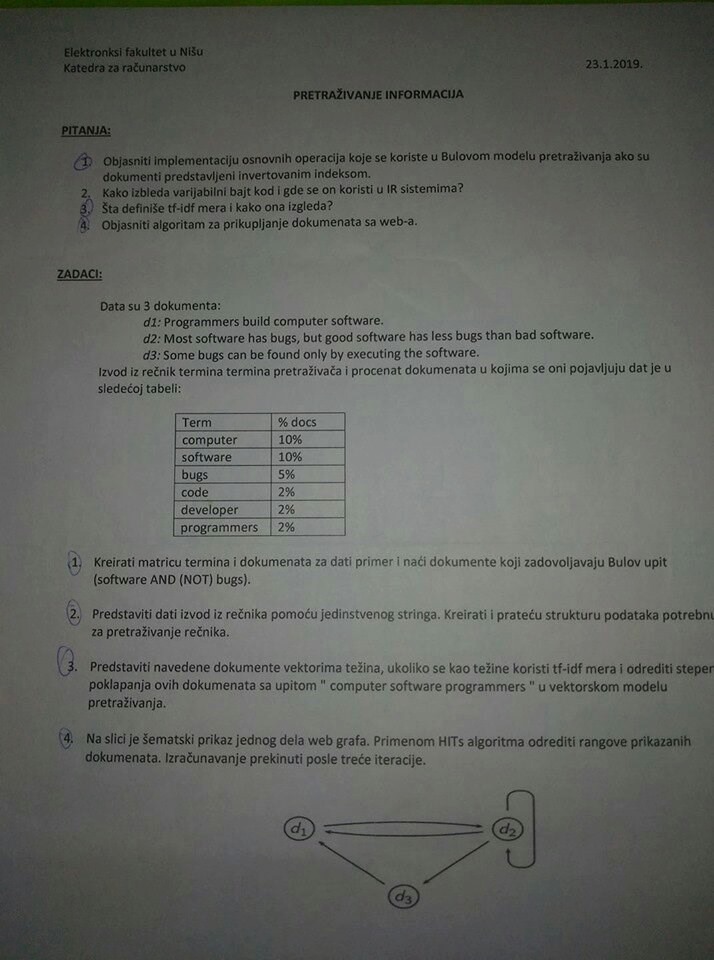 Elektronksi fakultet u Nišu
Katedra za računarstvo
23.1.2019.
PRETRAŽIVANJE INFORMACIJA
PITANJA:
1. Objasniti implementaciju osnovnih operacija koje se koriste u Bulovom modelu pretraživanja ako su
dokumenti predstavljeni invertovanim indeksom.
2. Kako izbleda varijabilni bajt kod i gde se on koristi u IR sistemima?
3. Šta definiše tf-idf mera i kako ona izgleda?
4. Objasniti algoritam za prikupljanje dokumenata sa web-a.
ZADACI:
Data su 3 dokumenta:
d1: Programmers build computer software.
d2: Most software has bugs, but good software has less bugs than bad software.
d3: Some bugs can be found only by executing the software.
Izvod iz rečnik termina termina pretraživača i procenat dokumenata u kojima se oni pojavljuju dat je u
sledećoj tabeli:
Term % docs
computer 10%
software 10%
bugs 5%
code 2%
developer 2%
programmers 2%
1. Kreirati matricu termina i dokumenata za dati primer i naći dokumente koji zadovoljavaju Bulov upit
(software AND (NOT) bugs).
2. Predstaviti dati izvod iz rečnika pomoću jedinstvenog stringa. Kreirati i prateću strukturu podataka potrebnu
za pretraživanje rečnika.
3. Predstaviti navedene dokumente vektorima težina, ukoliko se kao težine koristi tf-idf mera i odrediti stepen
poklapanja ovih dokumenata sa upitom " computer software programmers " u vektorskom modelu
pretraživanja.
4. Na slici je šematski prikaz jednog dela web grafa. Primenom HITs algoritma odrediti rangove prikazanih
dokumenata. Izračunavanje prekinuti posle treće iteracije.
d1
d2
d3